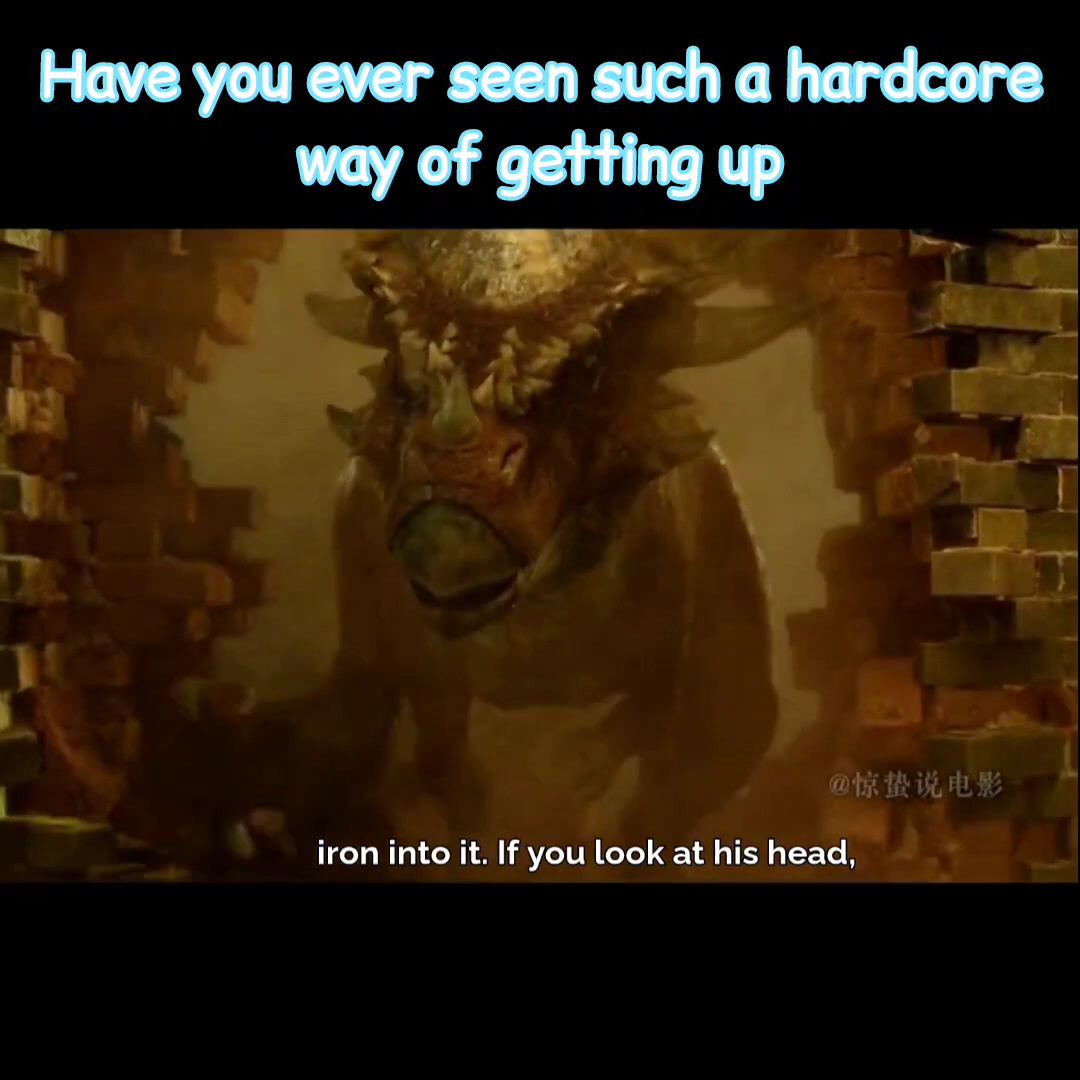 Have you ever seen such a hardcore
way of getting up
@惊蛰说电影
iron into it. If you look at his head,